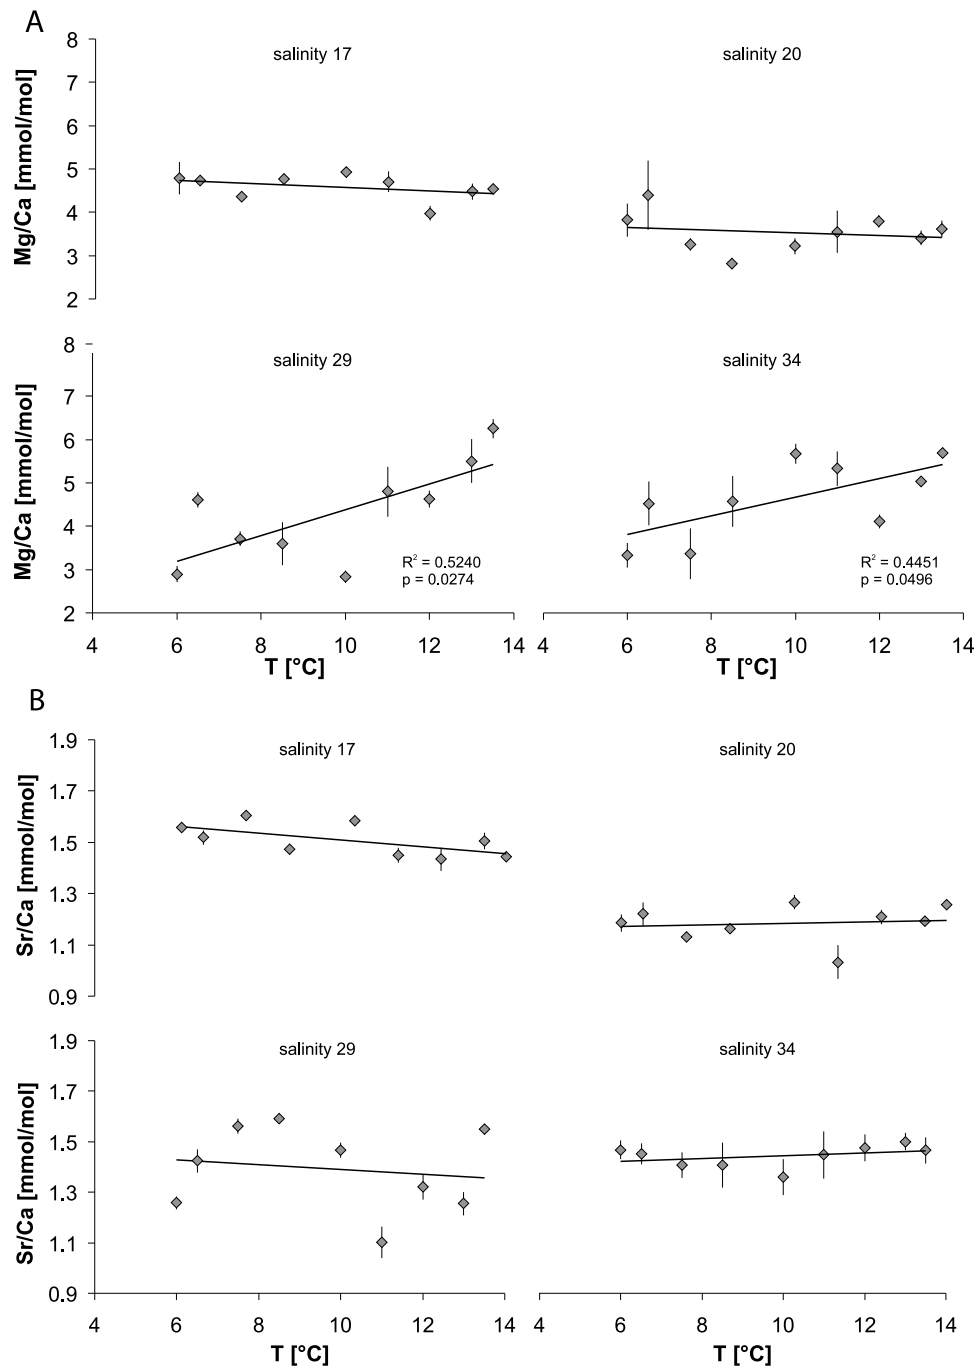 A
salinity 17
salinity 20
Mg/Ca [mmol/mol]
8
7
6
5
4
3
2
salinity 29
salinity 34
Mg/Ca [mmol/mol]
8
7
6
5
4
3
2
R² = 0.5240
p = 0.0274
R² = 0.4451
p = 0.0496
4 6 8 10 12 14
4 6 8 10 12 14
T [°C]
T [°C]
B
salinity 17
salinity 20
Sr/Ca [mmol/mol]
1.9
1.7
1.5
1.3
1.1
0.9
salinity 29
salinity 34
Sr/Ca [mmol/mol]
1.9
1.7
1.5
1.3
1.1
0.9
4 6 8 10 12 14
4 6 8 10 12 14
T [°C]
T [°C]